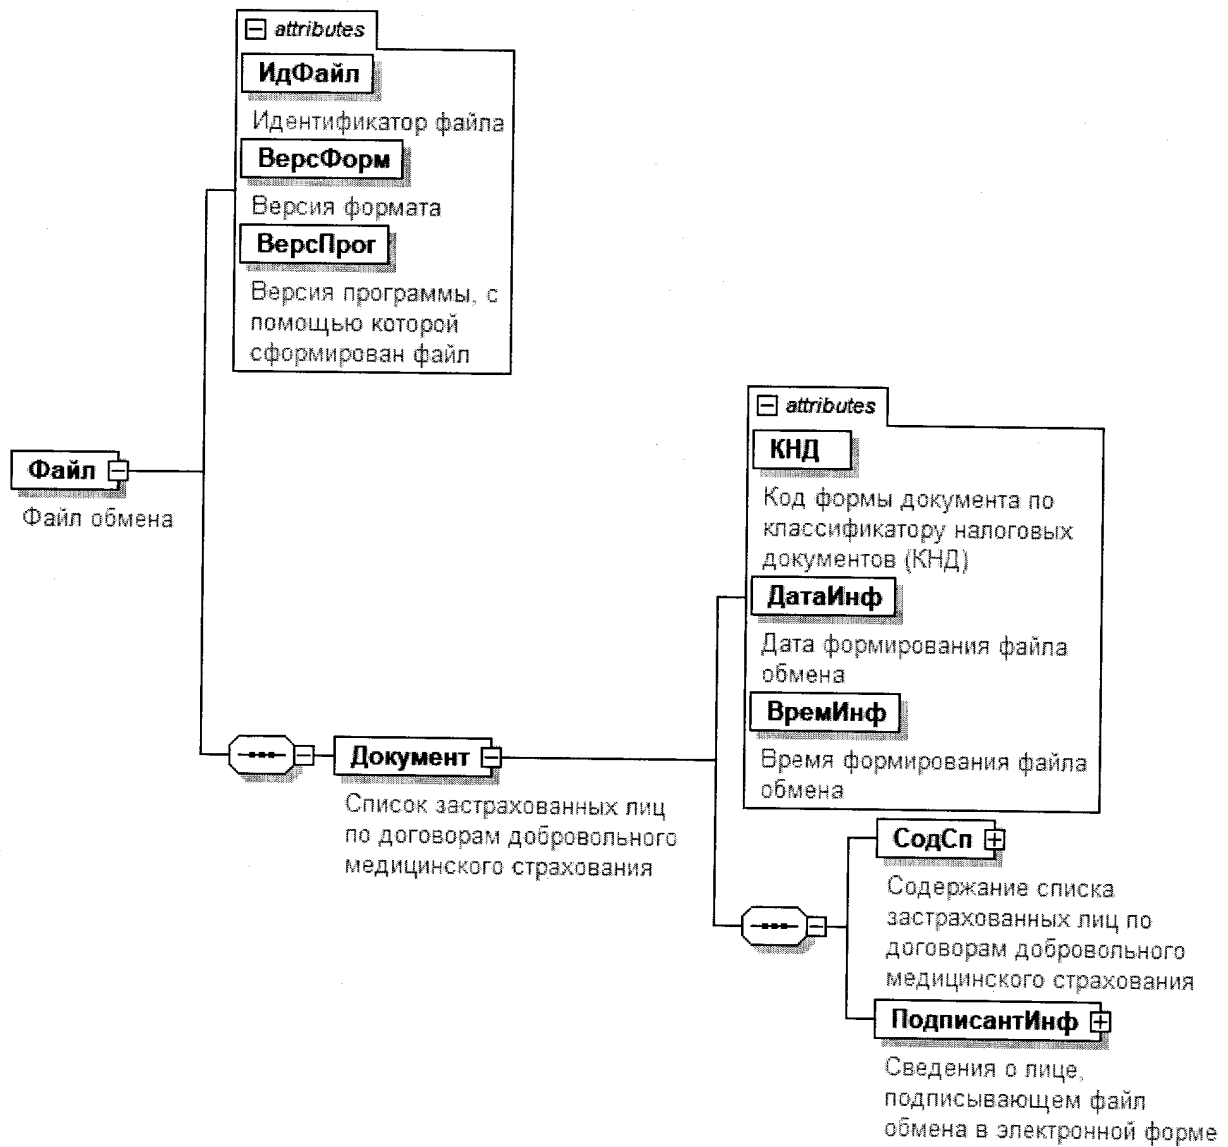 attributes
ИдФайл
Идентификатор файла
ВерсФорм
Версия формата
ВерсПрог
Версия программы, с
помощью которой
сформирован файл
Файл
Файл обмена
attributes
КНД
Код формы документа по
классификатору налоговых
документов (КНД)
ДатаИнф
Дата формирования файла
обмена
ВремИнф
Время формирования файла
обмена
Документ
Список застрахованных лиц
по договорам добровольного
медицинского страхования
СодСп
Содержание списка
застрахованных лиц по
договорам добровольного
медицинского страхования
ПодписантИнф
Сведения о лице,
подписывающем файл
обмена в электронной форме